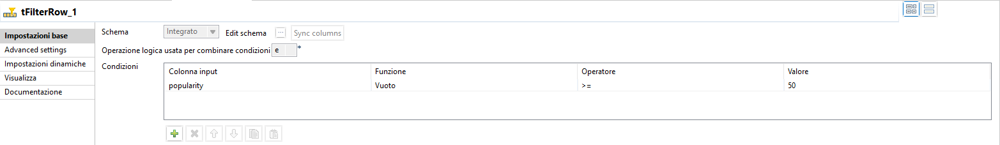 tFilterRow_1
Impostazioni base
Advanced settings
Impostazioni dinamiche
Visualizza
Documentazione
Schema Integrato Edit schema ... Sync columns
Operazione logica usata per combinare condizioni e *
Condizioni
Colonna input Funzione Operatore Valore
popularity Vuoto >= 50